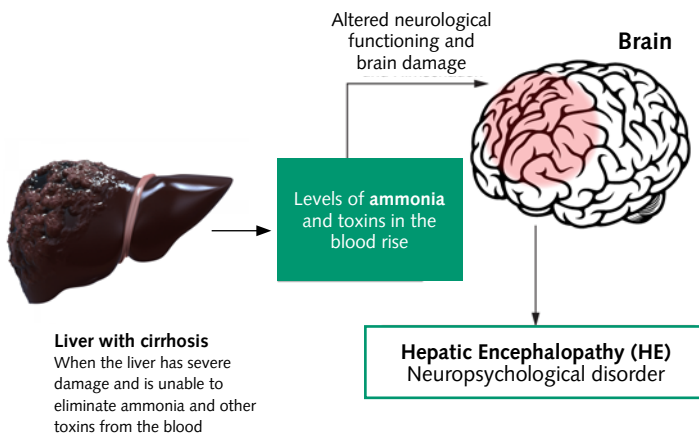 Altered neurological
functioning and
brain damage
Brain
Levels of ammonia
and toxins in the
blood rise
Liver with cirrhosis
When the liver has severe
damage and is unable to
eliminate ammonia and other
toxins from the blood
Hepatic Encephalopathy (HE)
Neuropsychological disorder